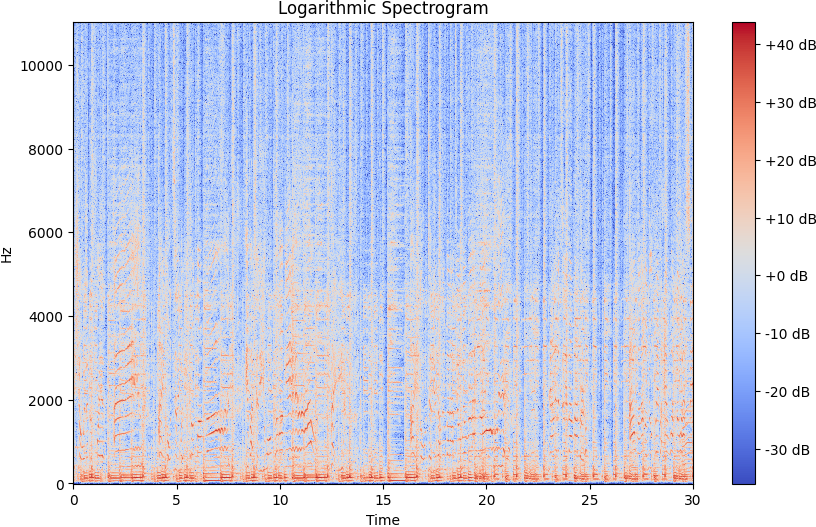 Logarithmic Spectrogram
Hz
10000
8000
6000
4000
2000
0
0 5 10 15 20 25 30
Time
+40 dB
+30 dB
+20 dB
+10 dB
+0 dB
-10 dB
-20 dB
-30 dB